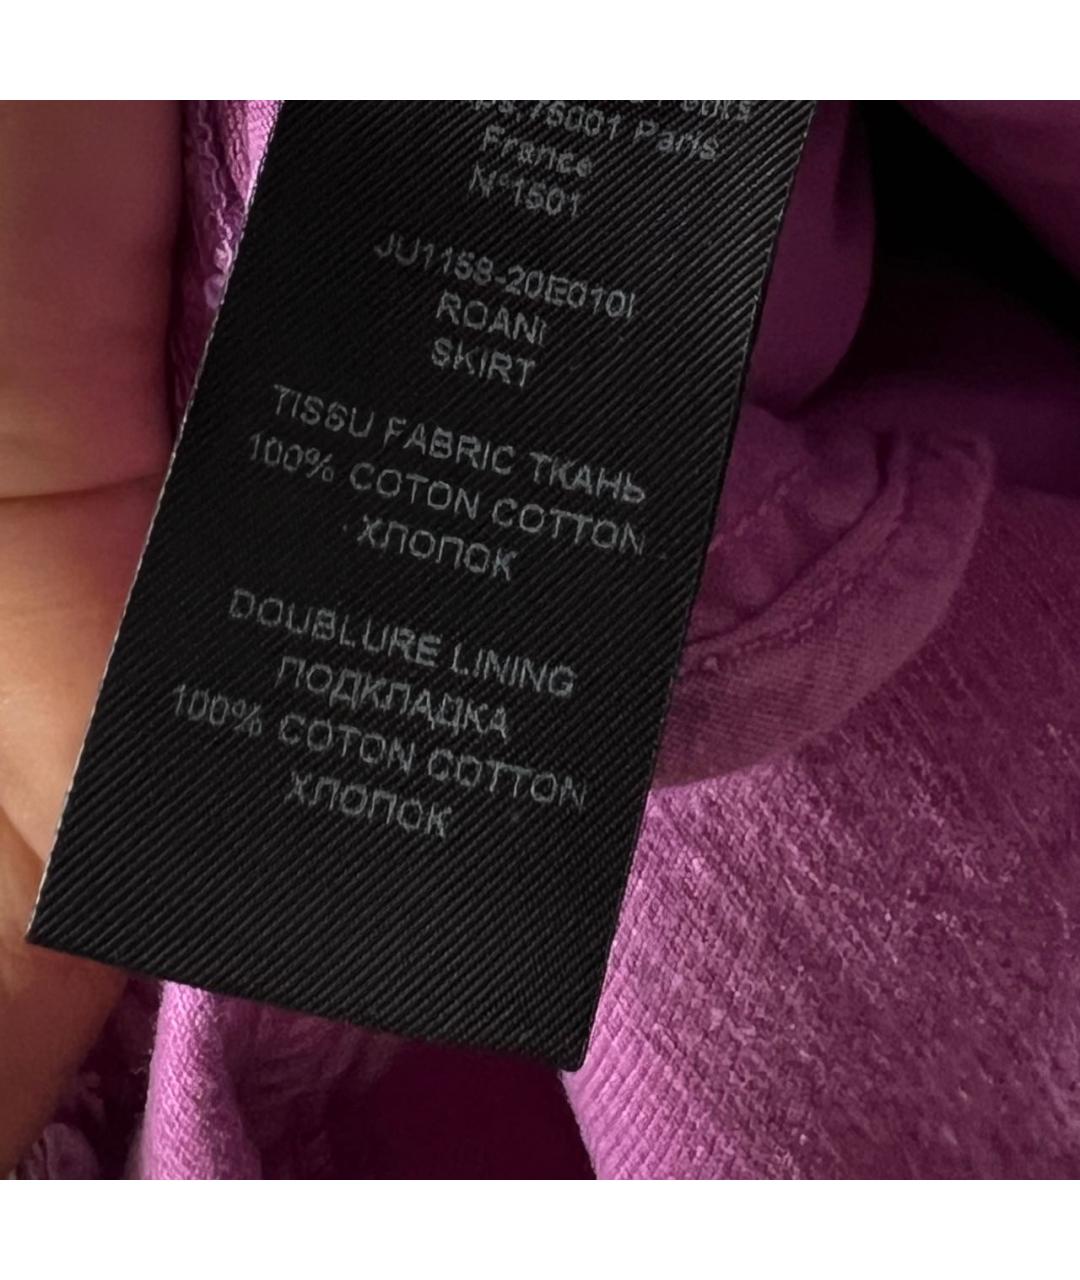 75001 Paris
France
N°1501
JU1158-20E010I
ROANI
SKIRT
TISSU FABRIC ТКАНЬ
100% COTON COTTON
ХЛОПОК
DOUBLURE LINING
ПОДКЛАДКА
100% COTON COTTON
ХЛОПОК